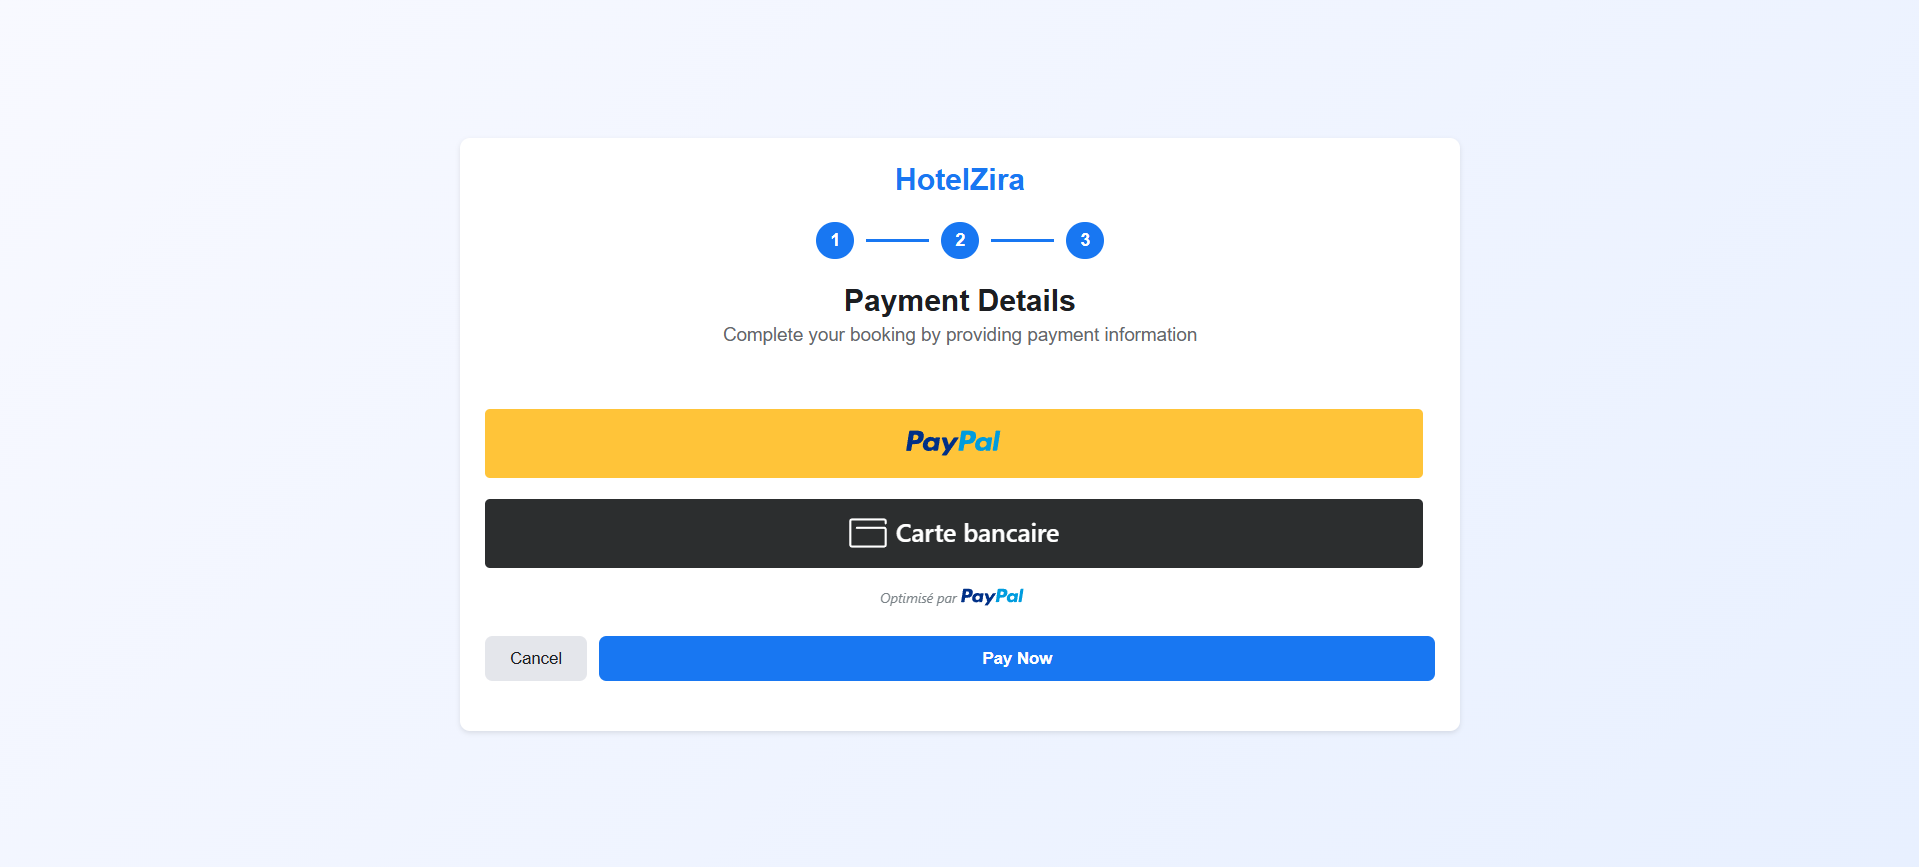 HotelZira
1 2 3
Payment Details
Complete your booking by providing payment information
PayPal
Carte bancaire
Optimisé par PayPal
Cancel Pay Now